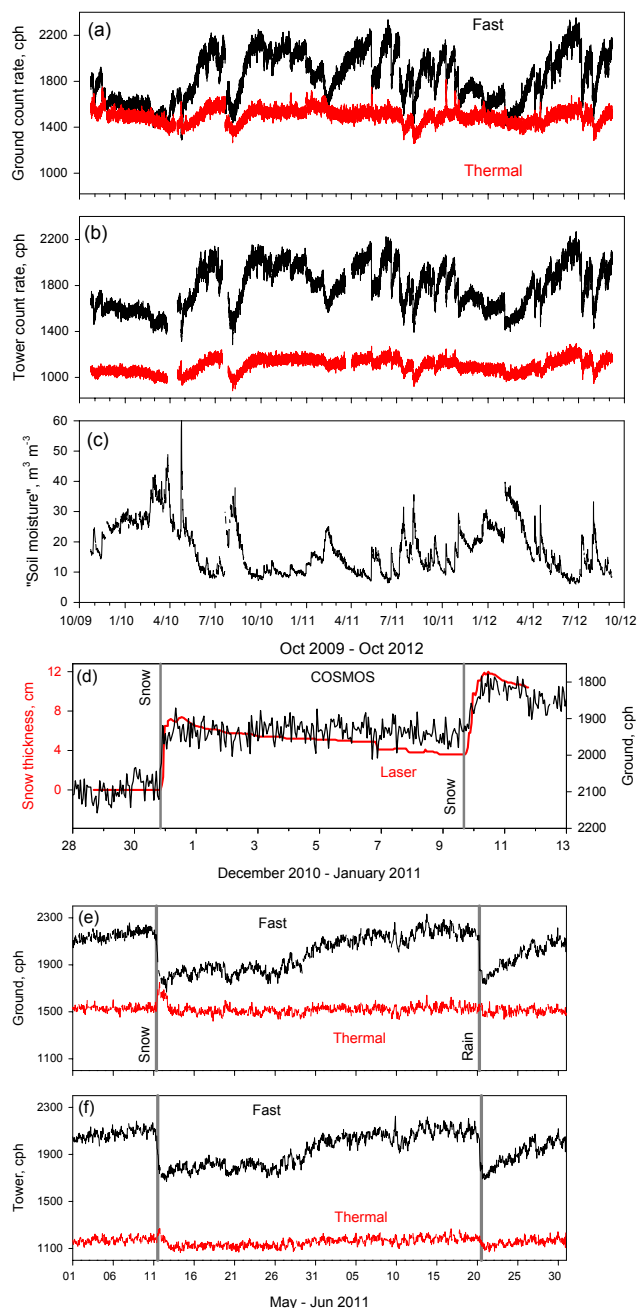 (a)
Fast
Thermal
Ground count rate, cph
2200
1800
1400
1000
(b)
Tower count rate, cph
2200
1800
1400
1000
(c)
"Soil moisture", m³ m⁻³
60
50
40
30
20
10
0
10/09 1/10 4/10 7/10 10/10 1/11 4/11 7/11 10/11 1/12 4/12 7/12 10/12
Oct 2009 - Oct 2012
(d)
Snow
COSMOS
Laser
Snow
Snow thickness, cm
12
8
4
0
Ground, cph
1800
1900
2000
2100
2200
28 30 1 3 5 7 9 11 13
December 2010 - January 2011
(e)
Fast
Thermal
Snow
Rain
Ground, cph
2300
1900
1500
1100
(f)
Fast
Thermal
Tower, cph
2300
1900
1500
1100
01 06 11 16 21 26 31 05 10 15 20 25 30
May - Jun 2011